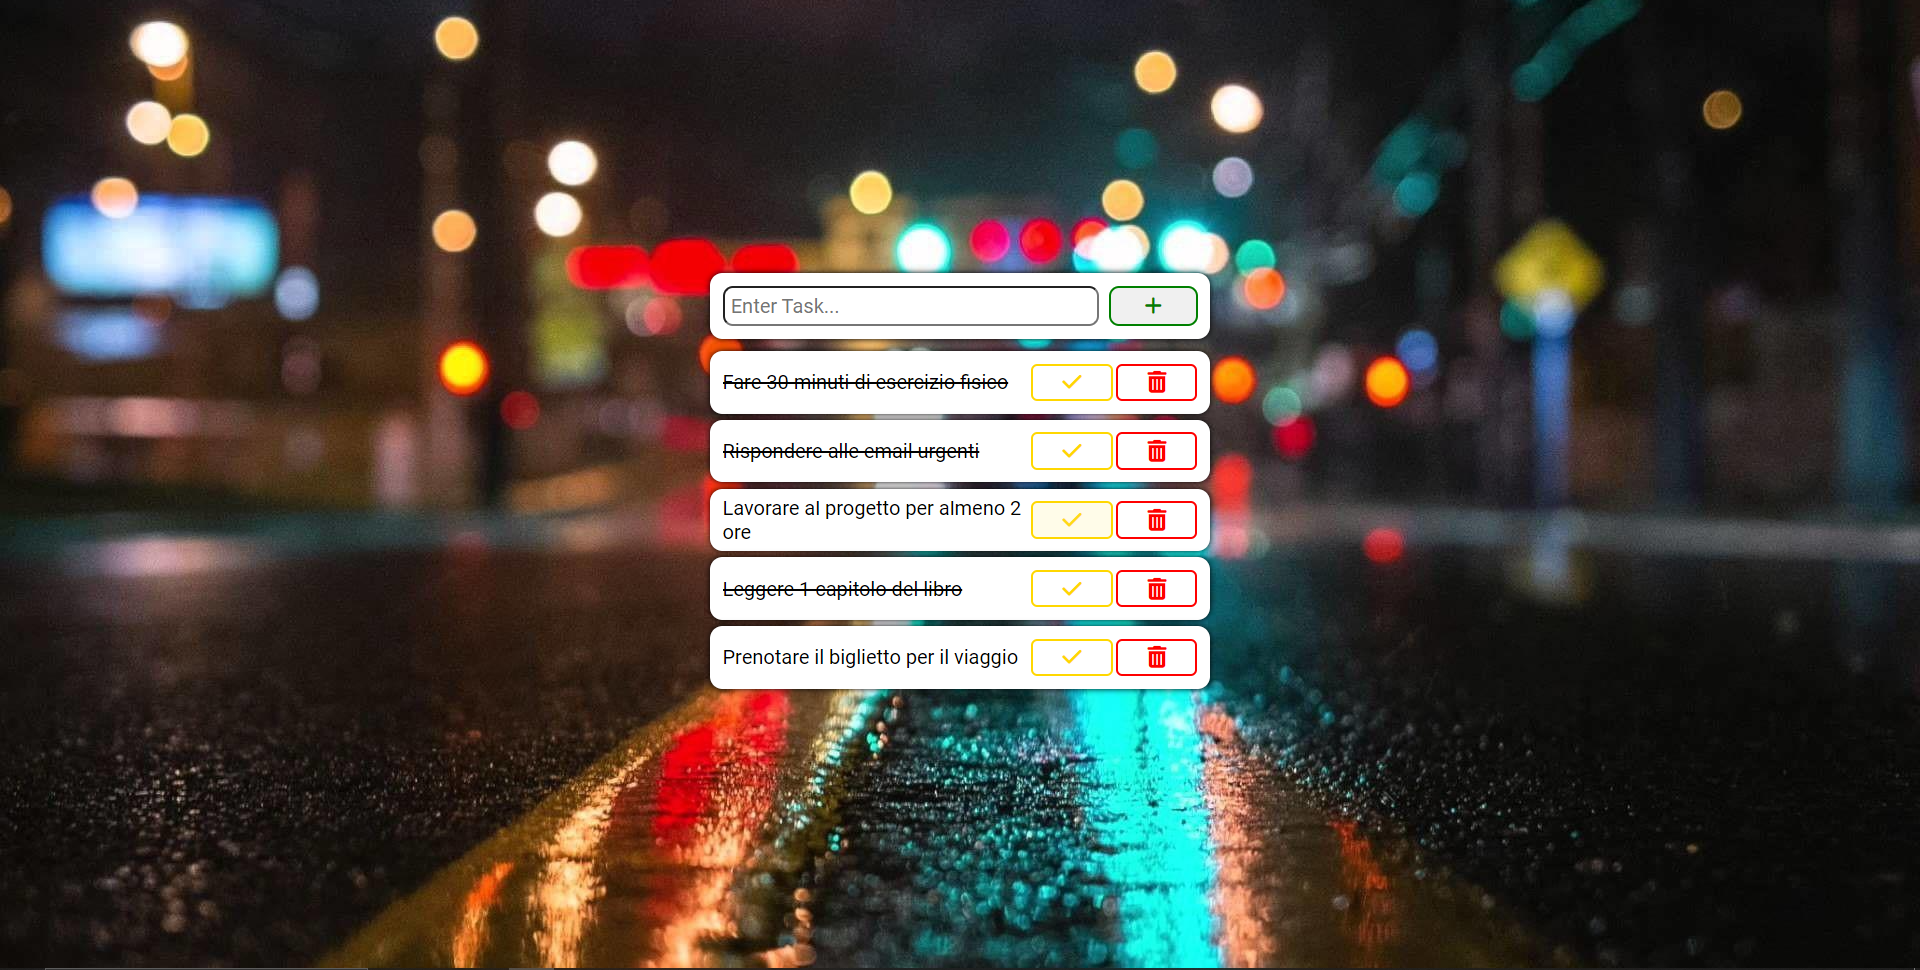 Enter Task...
Fare 30 minuti di esercizio fisico
Rispondere alle email urgenti
Lavorare al progetto per almeno 2
ore
Leggere 1 capitolo del libro
Prenotare il biglietto per il viaggio